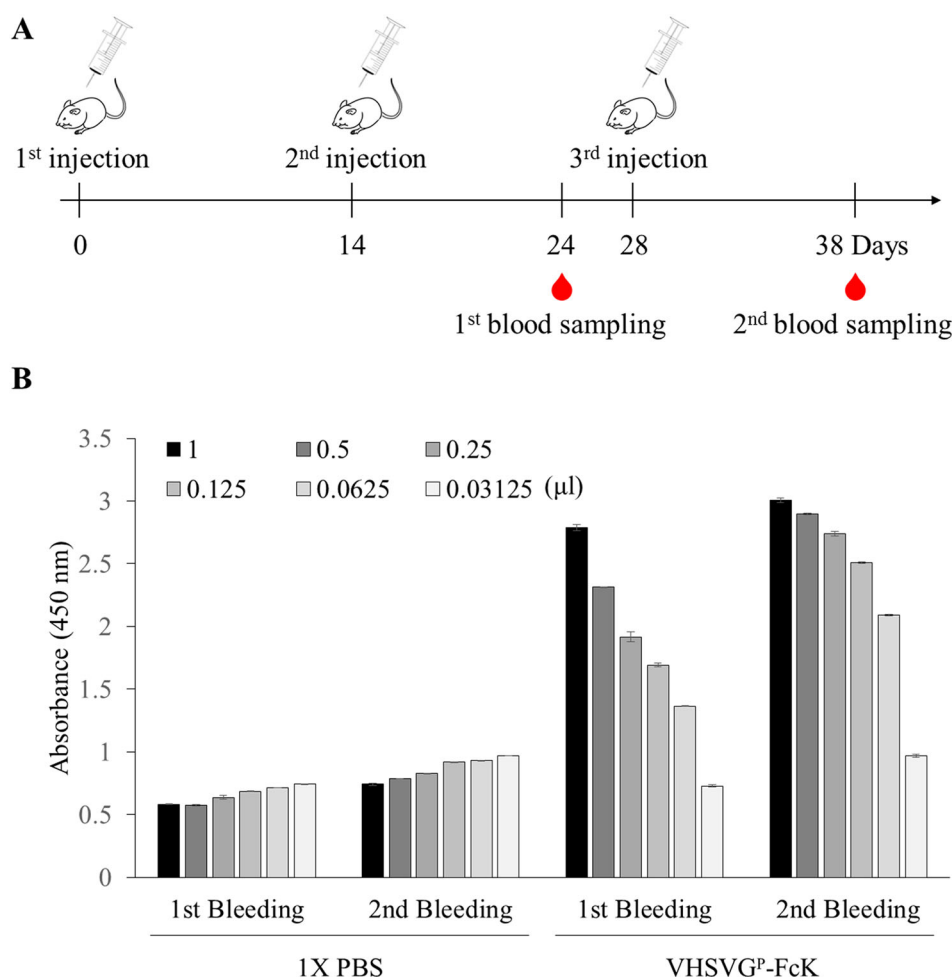 A
1st injection 2nd injection 3rd injection
0 14 24 28 38 Days
1st blood sampling 2nd blood sampling
B
3.5
3
2.5
2
1.5
1
0.5
0
Absorbance (450 nm)
1 0.5 0.25
0.125 0.0625 0.03125 (μl)
1st Bleeding 2nd Bleeding 1st Bleeding 2nd Bleeding
1X PBS VHSVGᴾ-FcK